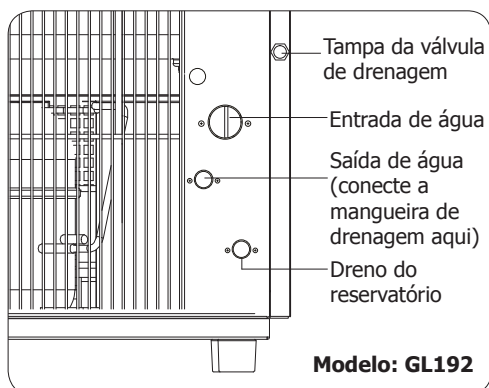 Tampa da válvula
de drenagem
Entrada de água
Saída de água
(conecte a
mangueira de
drenagem aqui)
Dreno do
reservatório
Modelo: GL192